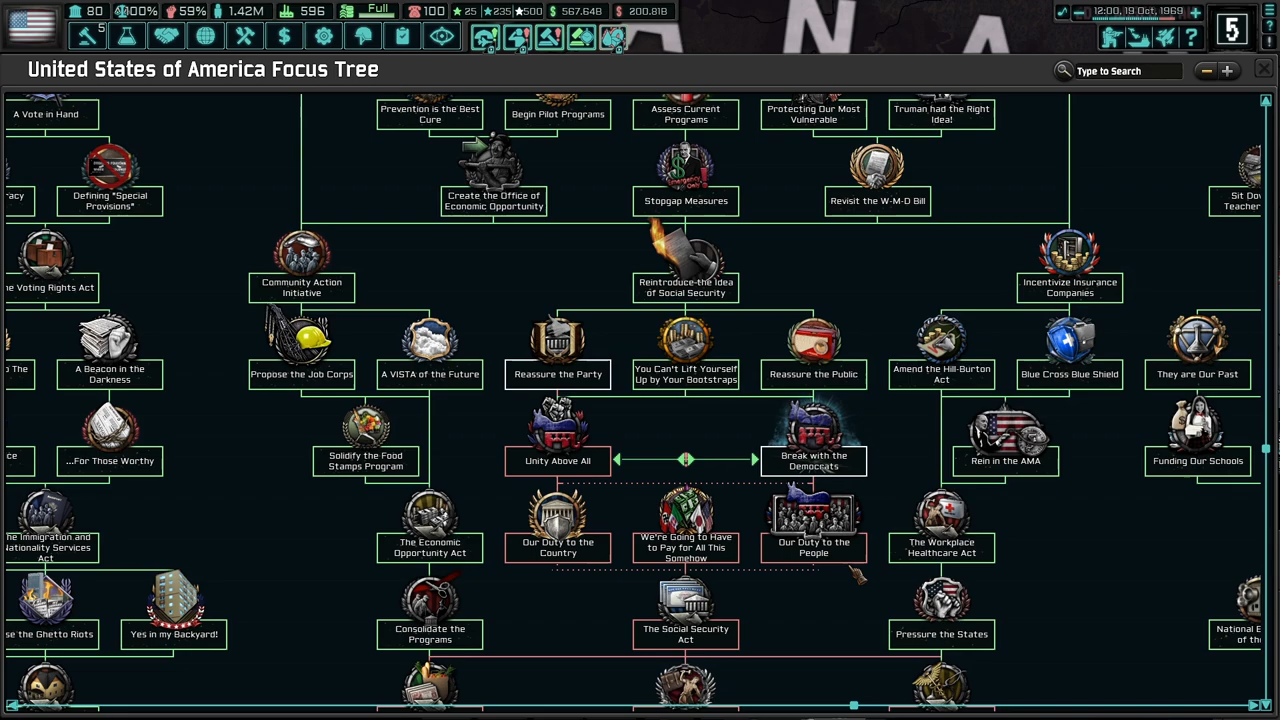 80 100% 59% 1.42M 596 Full 100 25 235 500 $ 567.648 $ 200.818
12:00, 19 Oct, 1969
5
5
United States of America Focus Tree
Type to Search
A Vote in Hand
Prevention is the Best
Cure
Begin Pilot Programs
Assess Current
Programs
Protecting Our Most
Vulnerable
Truman had the Right
Idea!
racy
Defining "Special
Provisions"
Create the Office of
Economic Opportunity
Stopgap Measures
Revisit the W-M-D Bill
Sit Do
Teacher
he Voting Rights Act
Community Action
Initiative
Reintroduce the Idea
of Social Security
Incentivize Insurance
Companies
o The
A Beacon in the
Darkness
Propose the Job Corps
A VISTA of the Future
Reassure the Party
You Can't Lift Yourself
Up by Your Bootstraps
Reassure the Public
Amend the Hill-Burton
Act
Blue Cross Blue Shield
They are Our Past
ce
...For Those Worthy
Solidify the Food
Stamps Program
Unity Above All
Break with the
Democrats
Rein in the AMA
Funding Our Schools
he Immigration and
Nationality Services
Act
The Economic
Opportunity Act
Our Duty to the
Country
We're Going to Have
to Pay for All This
Somehow
Our Duty to the
People
The Workplace
Healthcare Act
se the Ghetto Riots
Yes in my Backyard!
Consolidate the
Programs
The Social Security
Act
Pressure the States
National E
of the